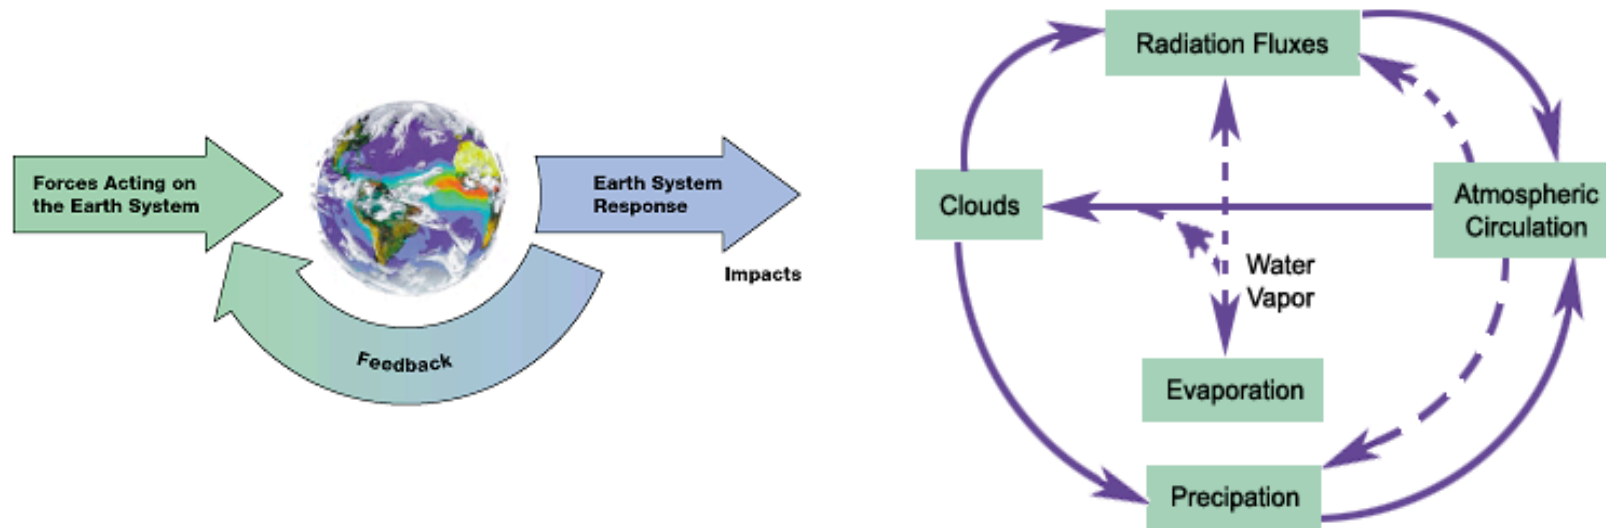 Forces Acting on
the Earth System
Earth System
Response
Impacts
Feedback
Radiation Fluxes
Clouds
Atmospheric
Circulation
Water
Vapor
Evaporation
Precipation